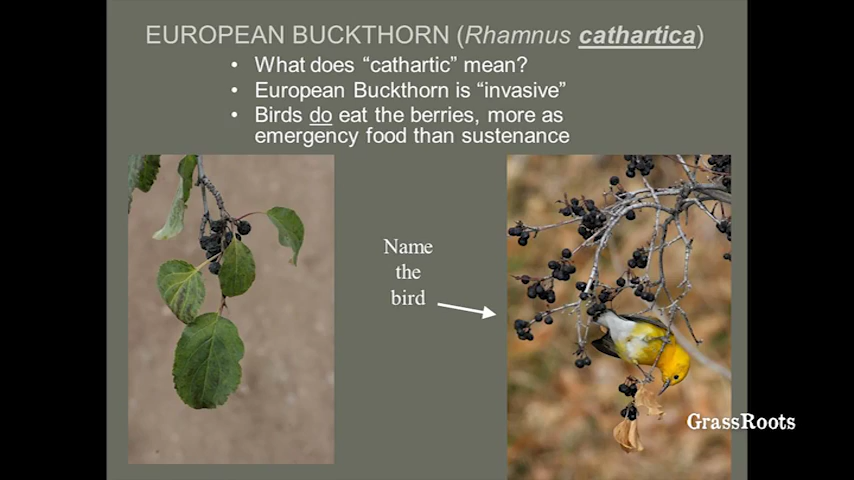 EUROPEAN BUCKTHORN (Rhamnus cathartica)
• What does “cathartic” mean?
• European Buckthorn is “invasive”
• Birds do eat the berries, more as
emergency food than sustenance
Name
the
bird
GrassRoots